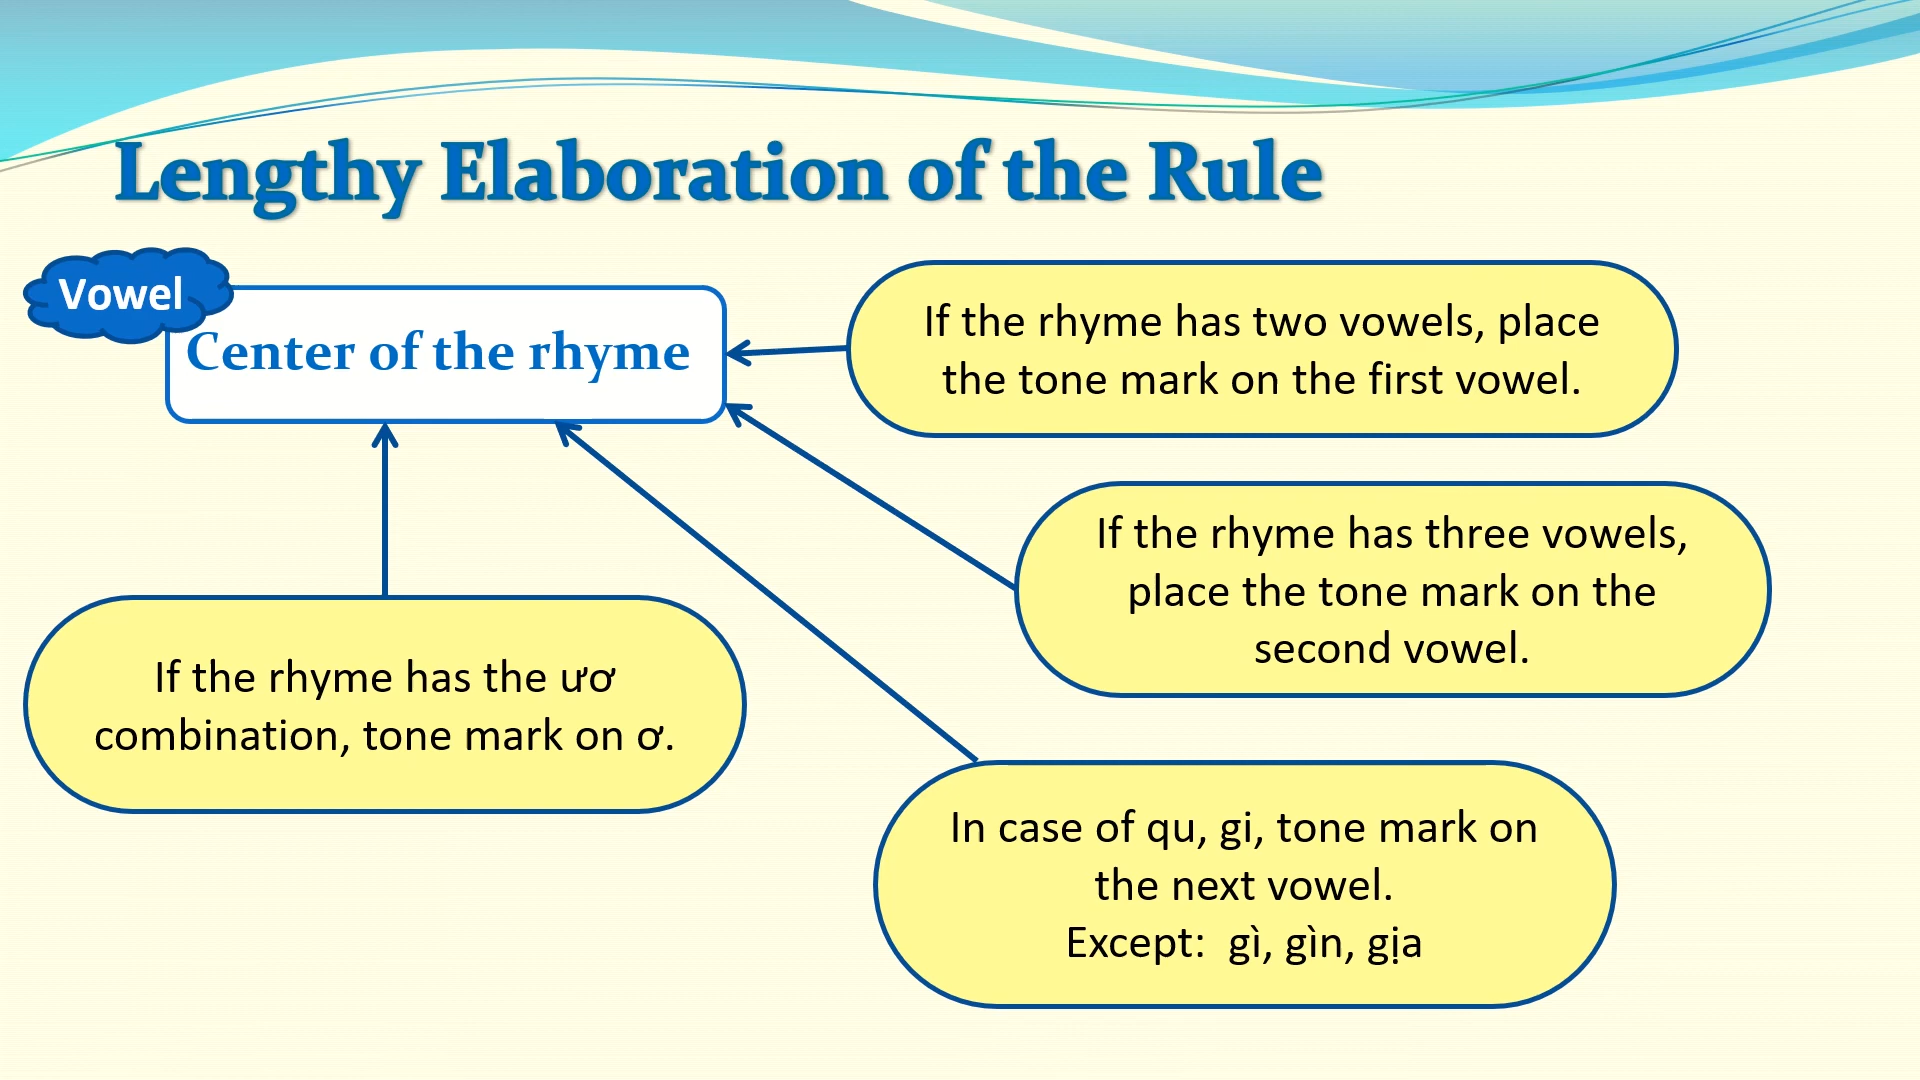 Lengthy Elaboration of the Rule
Vowel
Center of the rhyme
If the rhyme has two vowels, place
the tone mark on the first vowel.
If the rhyme has three vowels,
place the tone mark on the
second vowel.
If the rhyme has the ươ
combination, tone mark on ơ.
In case of qu, gi, tone mark on
the next vowel.
Except:  gì, gìn, gịa